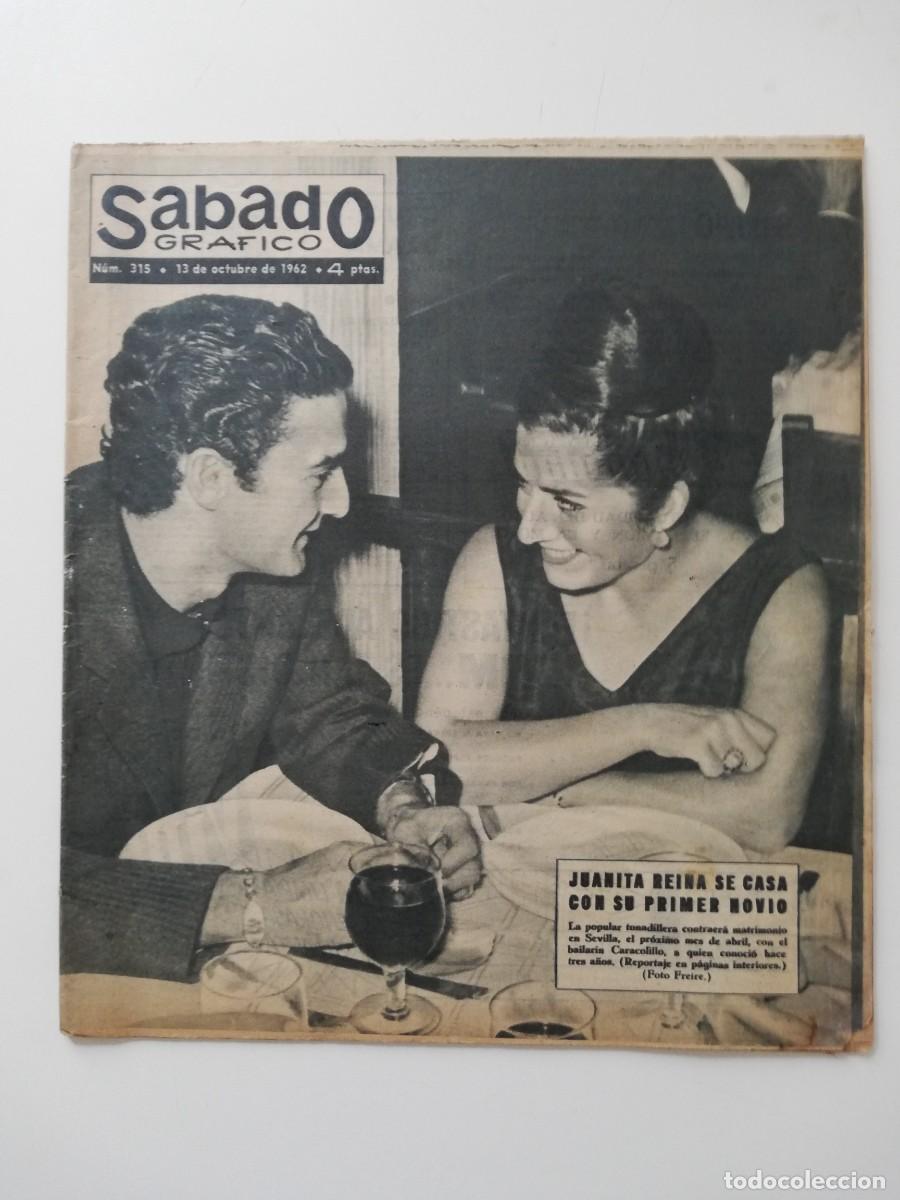 Sabado
GRAFICO
Núm. 315 • 13 de octubre de 1962 • 4 ptas.
JUANITA REINA SE CASA
CON SU PRIMER NOVIO
La popular tonadillera contraerá matrimonio
en Sevilla, el próximo mes de abril, con el
bailarín Caracolillo, a quien conoció hace
tres años. (Reportaje en páginas interiores.)
(Foto Freire.)
todocoleccion